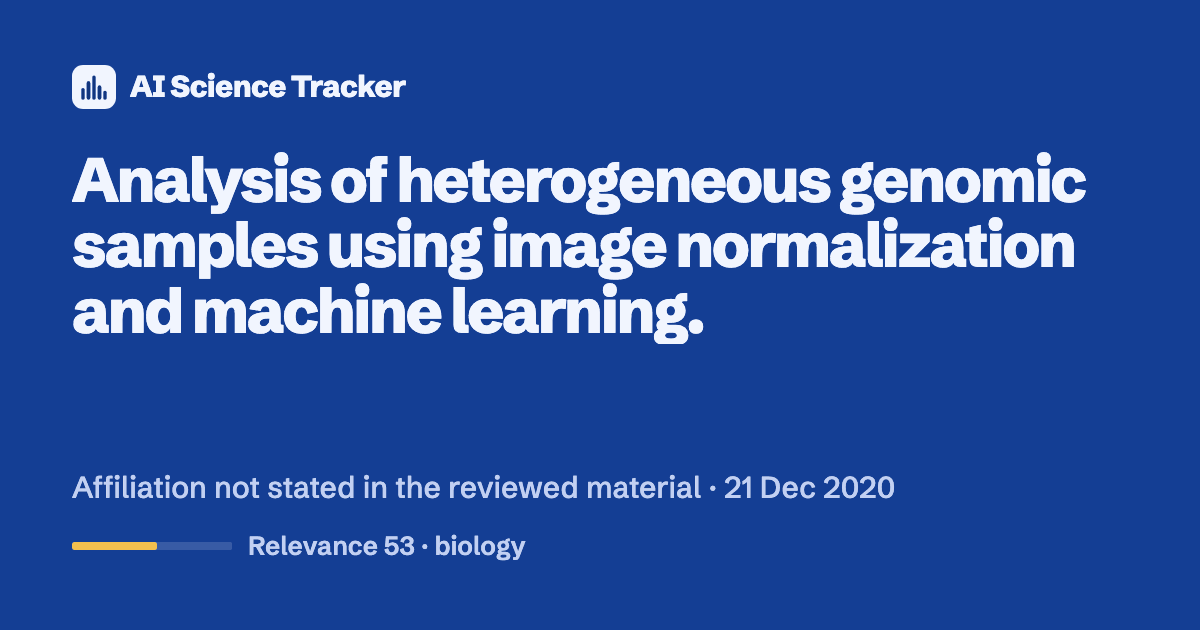 AI Science Tracker
Analysis of heterogeneous genomic
samples using image normalization
and machine learning.
Affiliation not stated in the reviewed material · 21 Dec 2020
Relevance 53 · biology